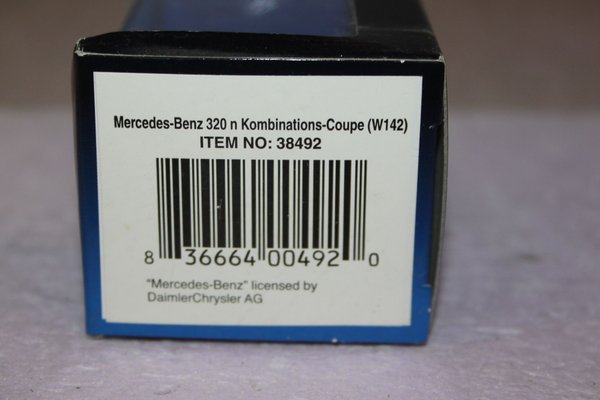 Mercedes-Benz 320 n Kombinations-Coupe (W142)
ITEM NO: 38492
8 36664 00492 0
"Mercedes-Benz" licensed by
DaimlerChrysler AG